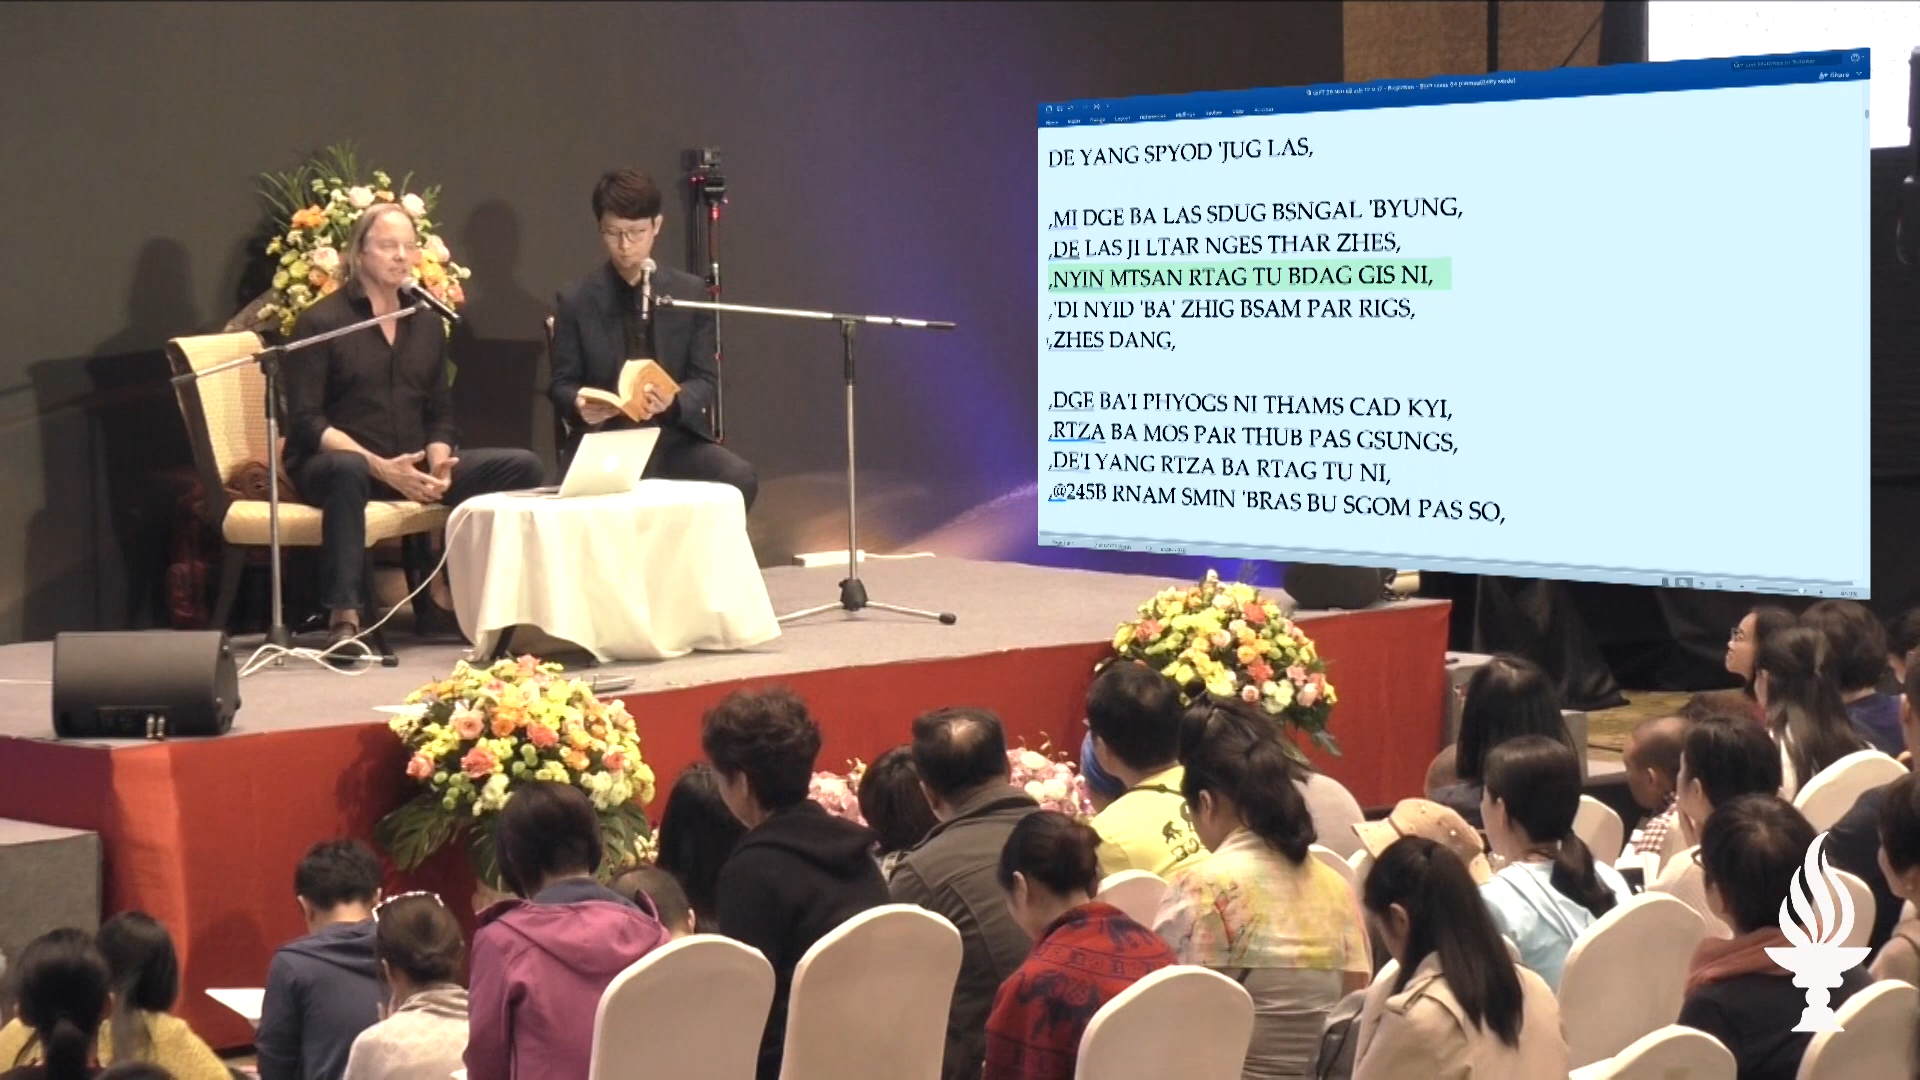 Share
DE YANG SPYOD 'JUG LAS,
,MI DGE BA LAS SDUG BSNGAL 'BYUNG,
,DE LAS JI LTAR NGES THAR ZHES,
,NYIN MTSAN RTAG TU BDAG GIS NI,
,'DI NYID 'BA' ZHIG BSAM PAR RIGS,
,ZHES DANG,
,DGE BA'I PHYOGS NI THAMS CAD KYI,
,RTZA BA MOS PAR THUB PAS GSUNGS,
,DE'I YANG RTZA BA RTAG TU NI,
,@245B RNAM SMIN 'BRAS BU SGOM PAS SO,